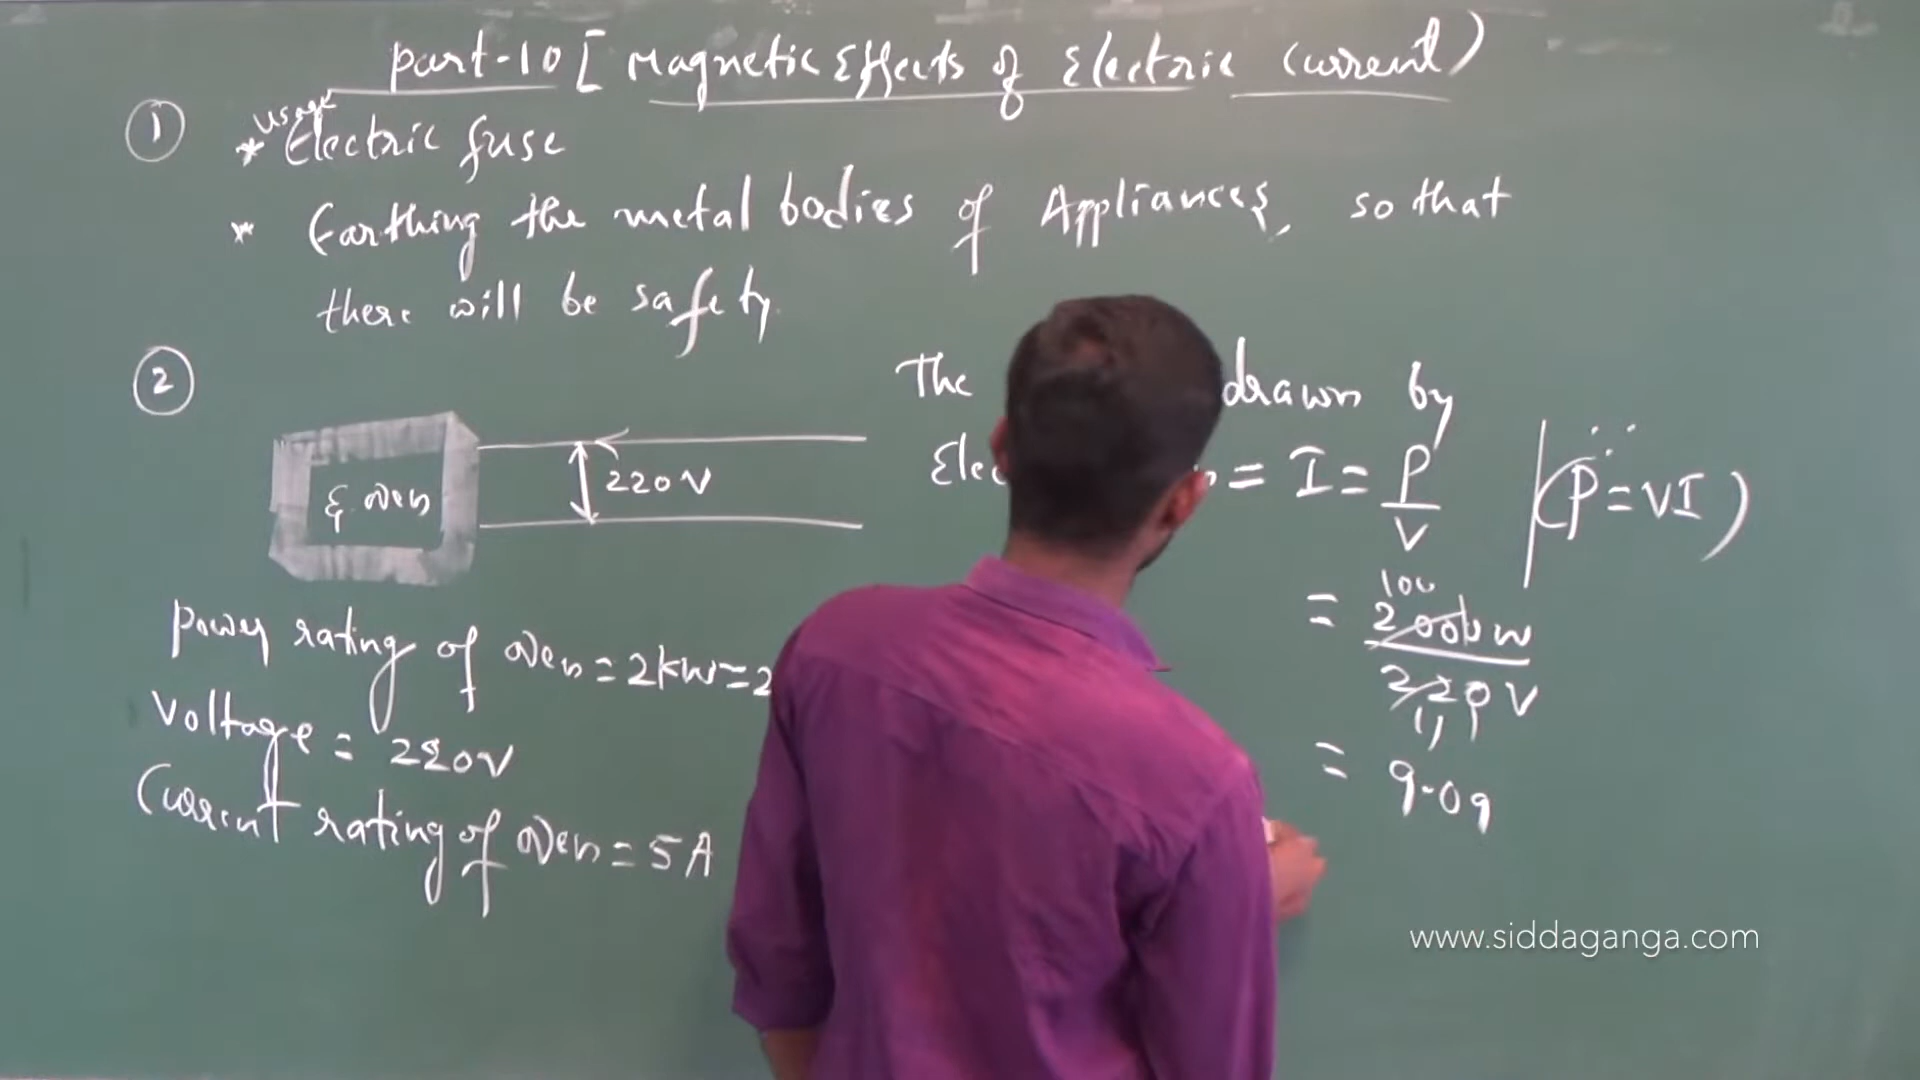 Part-10 [Magnetic Effects of Electric Current)
① * Usage Electric fuse
* Earthing the metal bodies of Appliances, so that
there will be safety
②
E. oven
220V
Power rating of oven = 2kW = 2
Voltage = 220V
Current rating of oven = 5A
The drawn by
= I = P/V (∵ P = VI)
= 2000W/220V
100
11
= 9.09
www.siddaganga.com